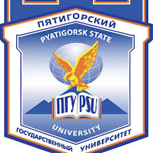 ПЯТИГОРСКИЙ
PYATIGORSK STATE
ПГУ PSU
UNIVERSITY
ГОСУДАРСТВЕННЫЙ УНИВЕРСИТЕТ